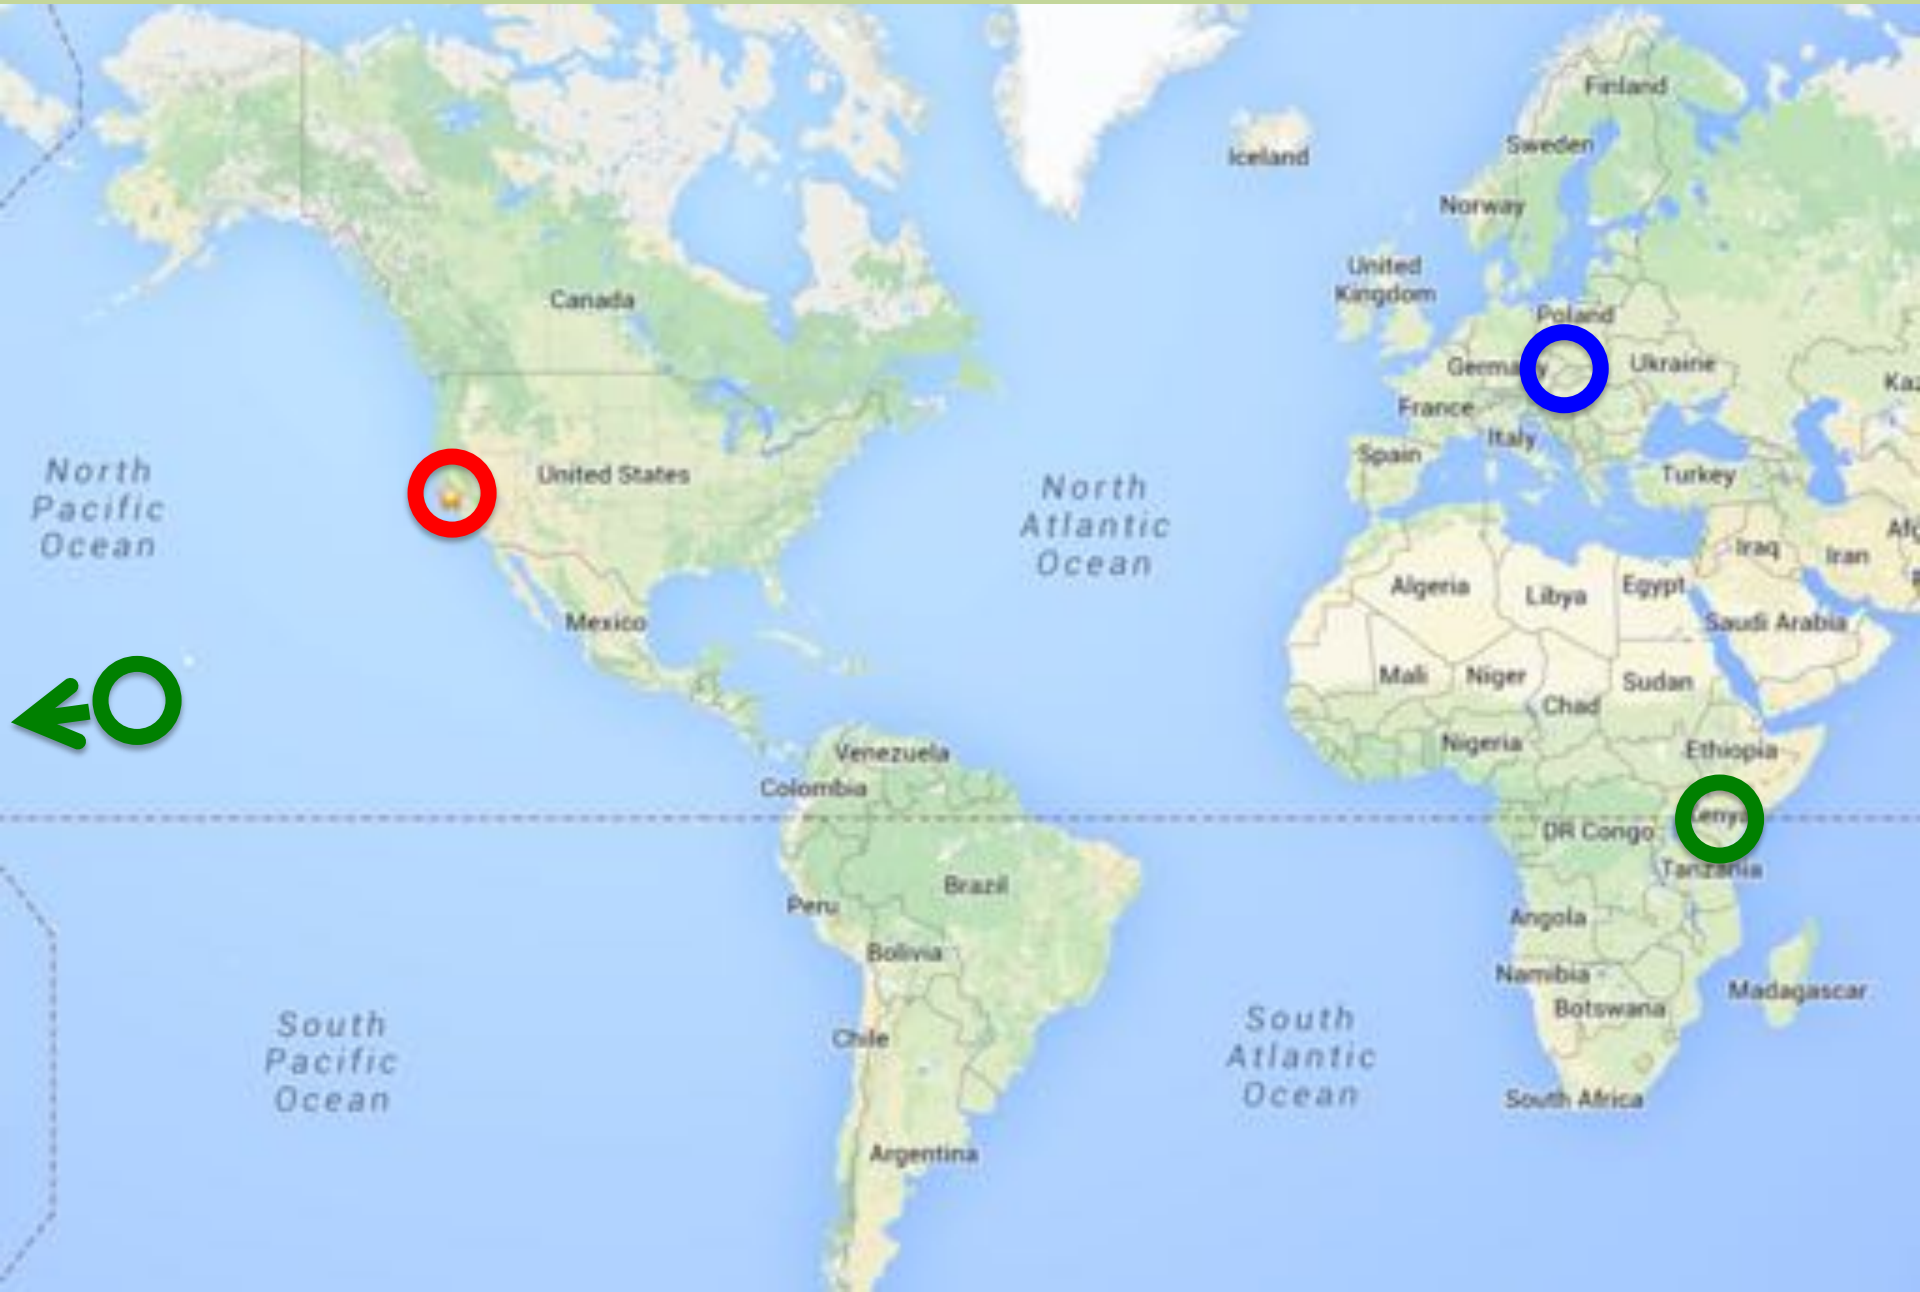 Finland
Sweden
Iceland
Norway
United
Kingdom
Canada
Poland
Germany
Ukraine
France
Italy
Spain
Turkey
United States
North
Pacific
Ocean
North
Atlantic
Ocean
Iraq
Iran
Algeria
Libya
Egypt
Saudi Arabia
Mexico
Mali
Niger
Chad
Sudan
Nigeria
Ethiopia
Venezuela
Colombia
Kenya
DR Congo
Tanzania
Brazil
Peru
Angola
Bolivia
Namibia
Botswana
Madagascar
South
Pacific
Ocean
Chile
South
Atlantic
Ocean
South Africa
Argentina
Kaz
Afg